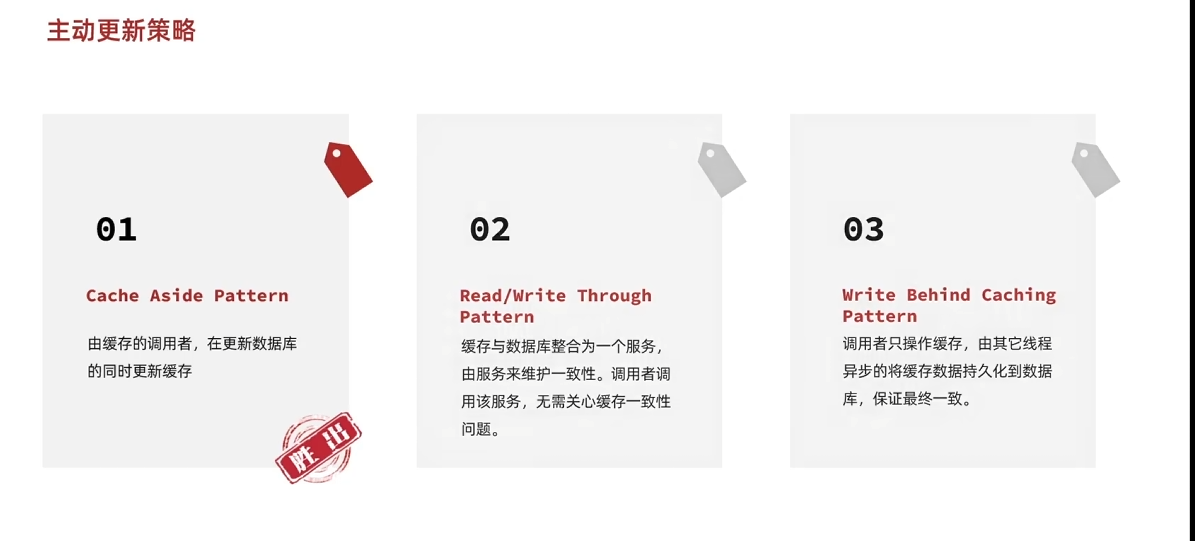 主动更新策略
01
Cache Aside Pattern
由缓存的调用者，在更新数据库
的同时更新缓存
胜出
02
Read/Write Through
Pattern
缓存与数据库整合为一个服务，
由服务来维护一致性。调用者调
用该服务，无需关心缓存一致性
问题。
03
Write Behind Caching
Pattern
调用者只操作缓存，由其它线程
异步的将缓存数据持久化到数据
库，保证最终一致。